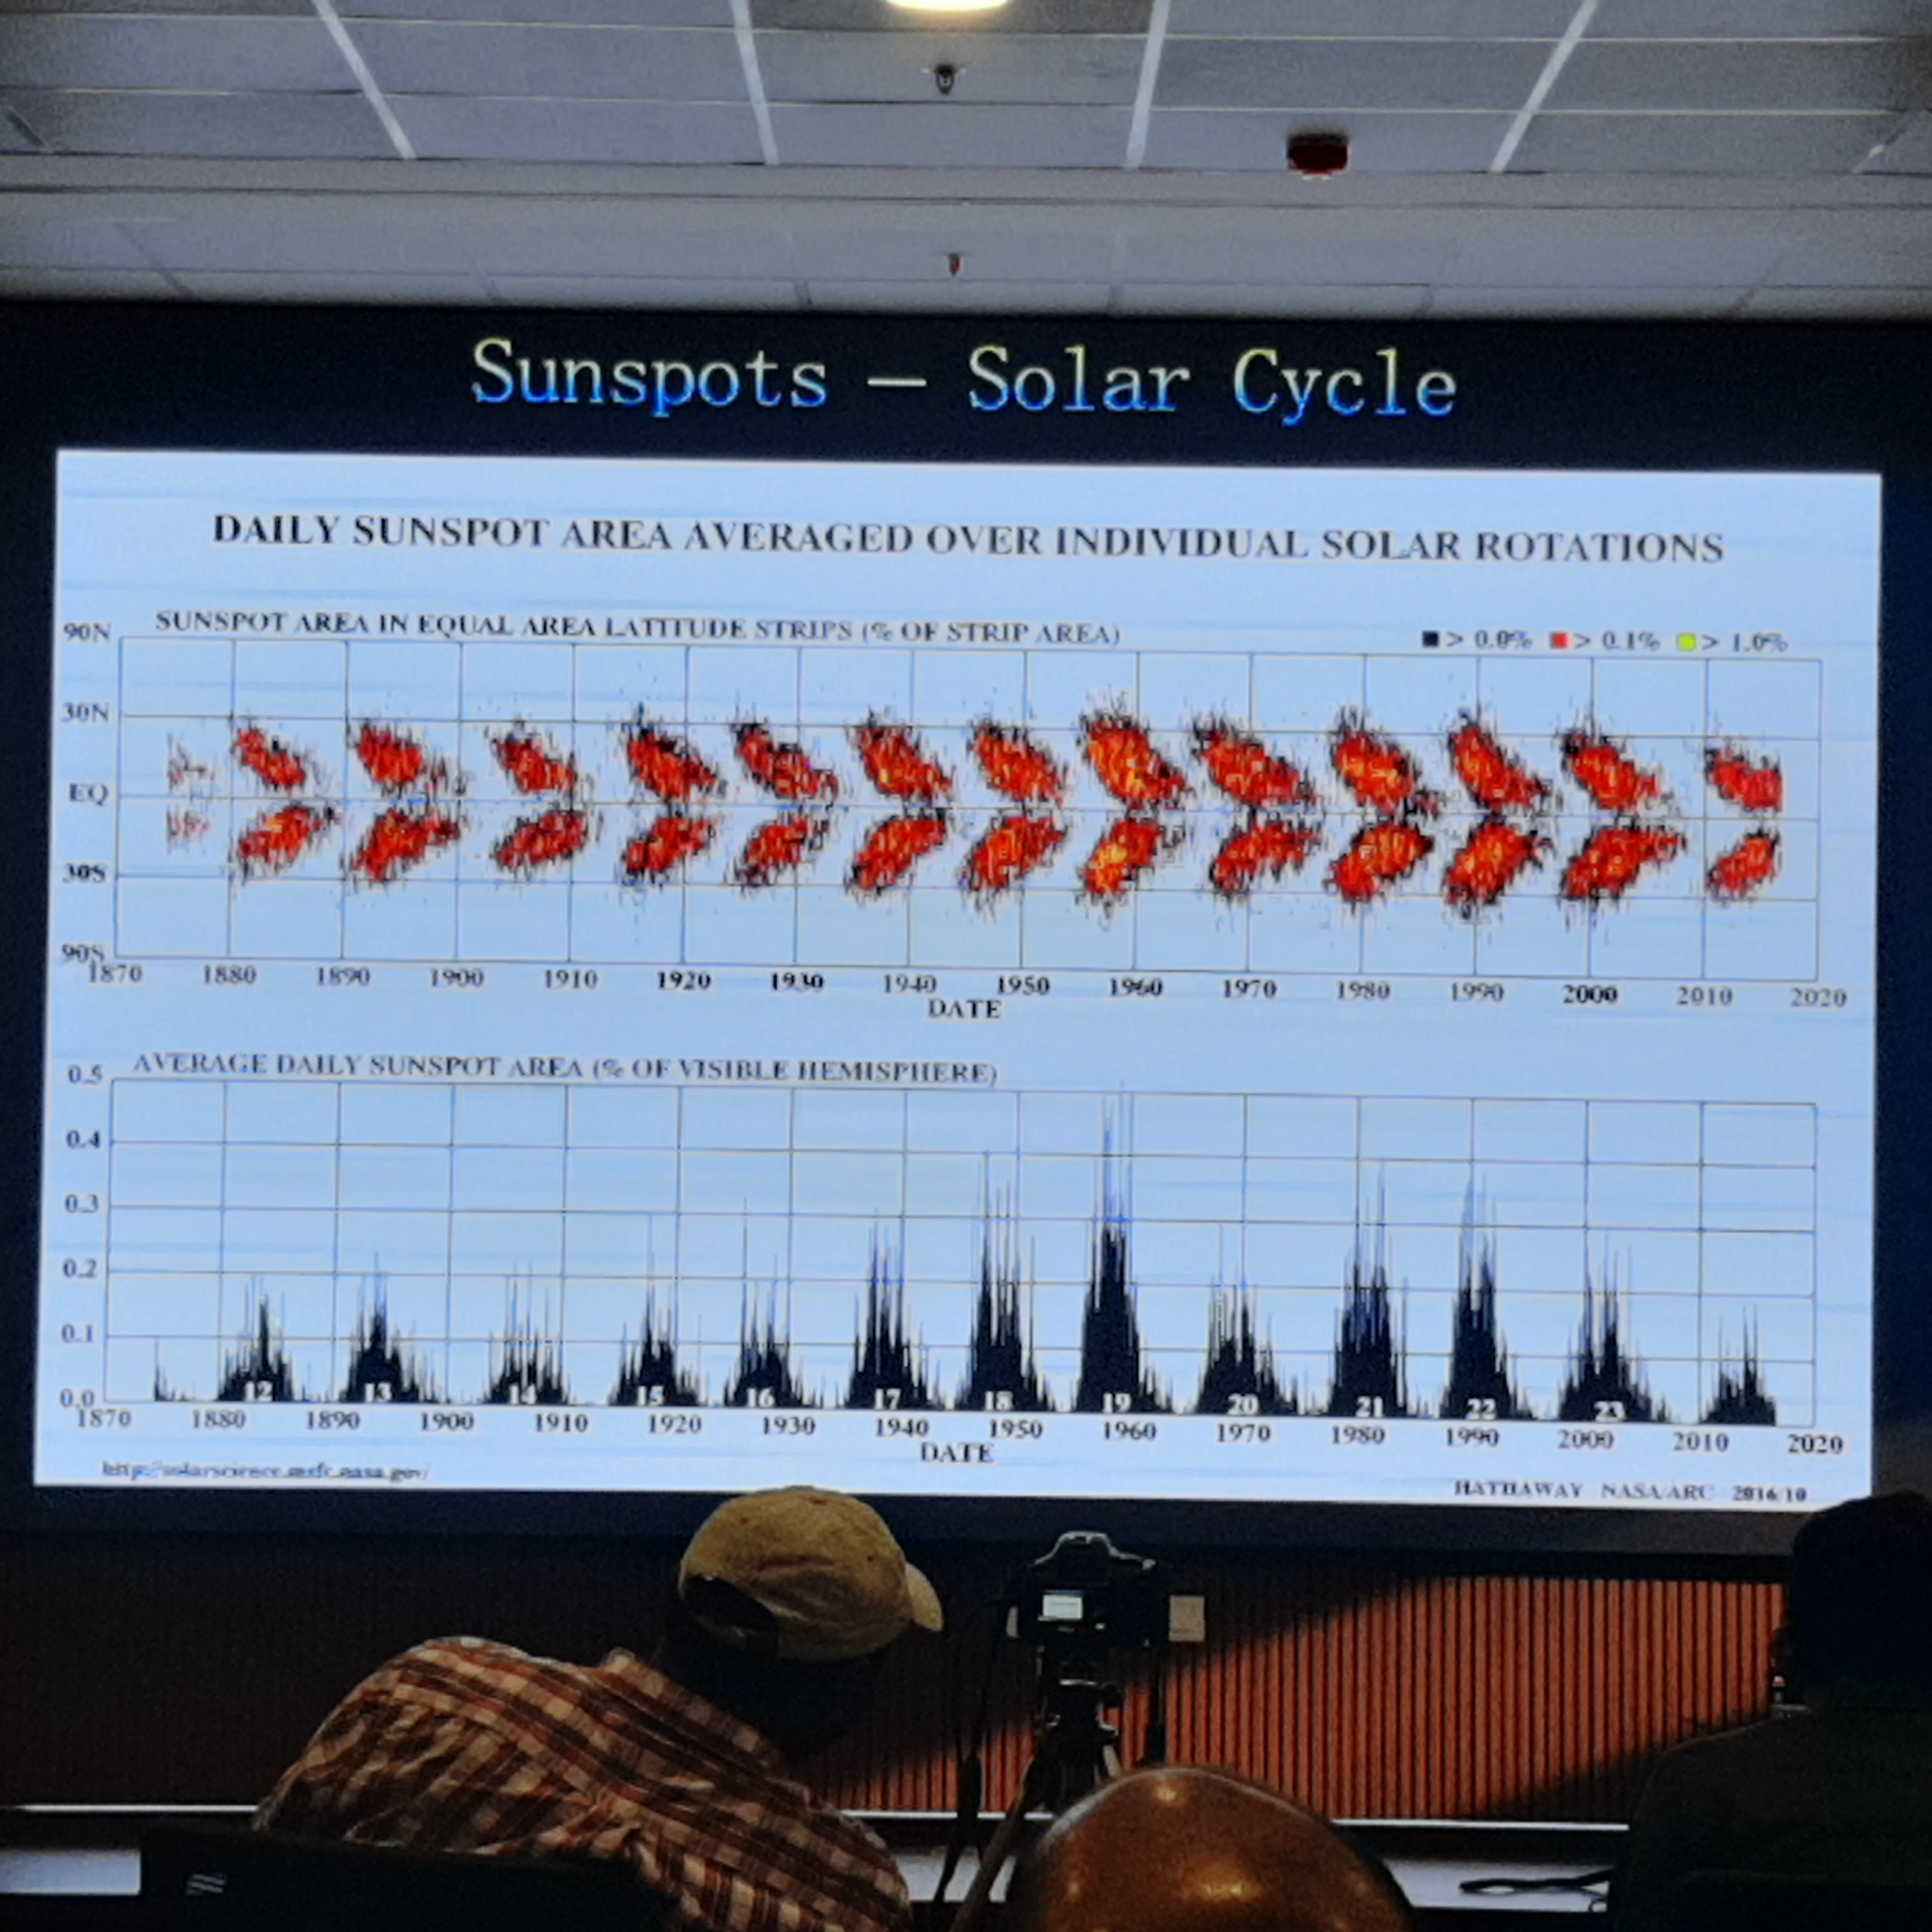 Sunspots — Solar Cycle
DAILY SUNSPOT AREA AVERAGED OVER INDIVIDUAL SOLAR ROTATIONS
SUNSPOT AREA IN EQUAL AREA LATITUDE STRIPS (% OF STRIP AREA)
> 0.0% > 0.1% > 1.0%
90N
30N
EQ
30S
90S
1870 1880 1890 1900 1910 1920 1930 1940 1950 1960 1970 1980 1990 2000 2010 2020
DATE
AVERAGE DAILY SUNSPOT AREA (% OF VISIBLE HEMISPHERE)
0.5
0.4
0.3
0.2
0.1
0.0
12 13 14 15 16 17 18 19 20 21 22 23
1870 1880 1890 1900 1910 1920 1930 1940 1950 1960 1970 1980 1990 2000 2010 2020
DATE
http://solarscience.msfc.nasa.gov/
HATHAWAY NASA/ARC 2016/10